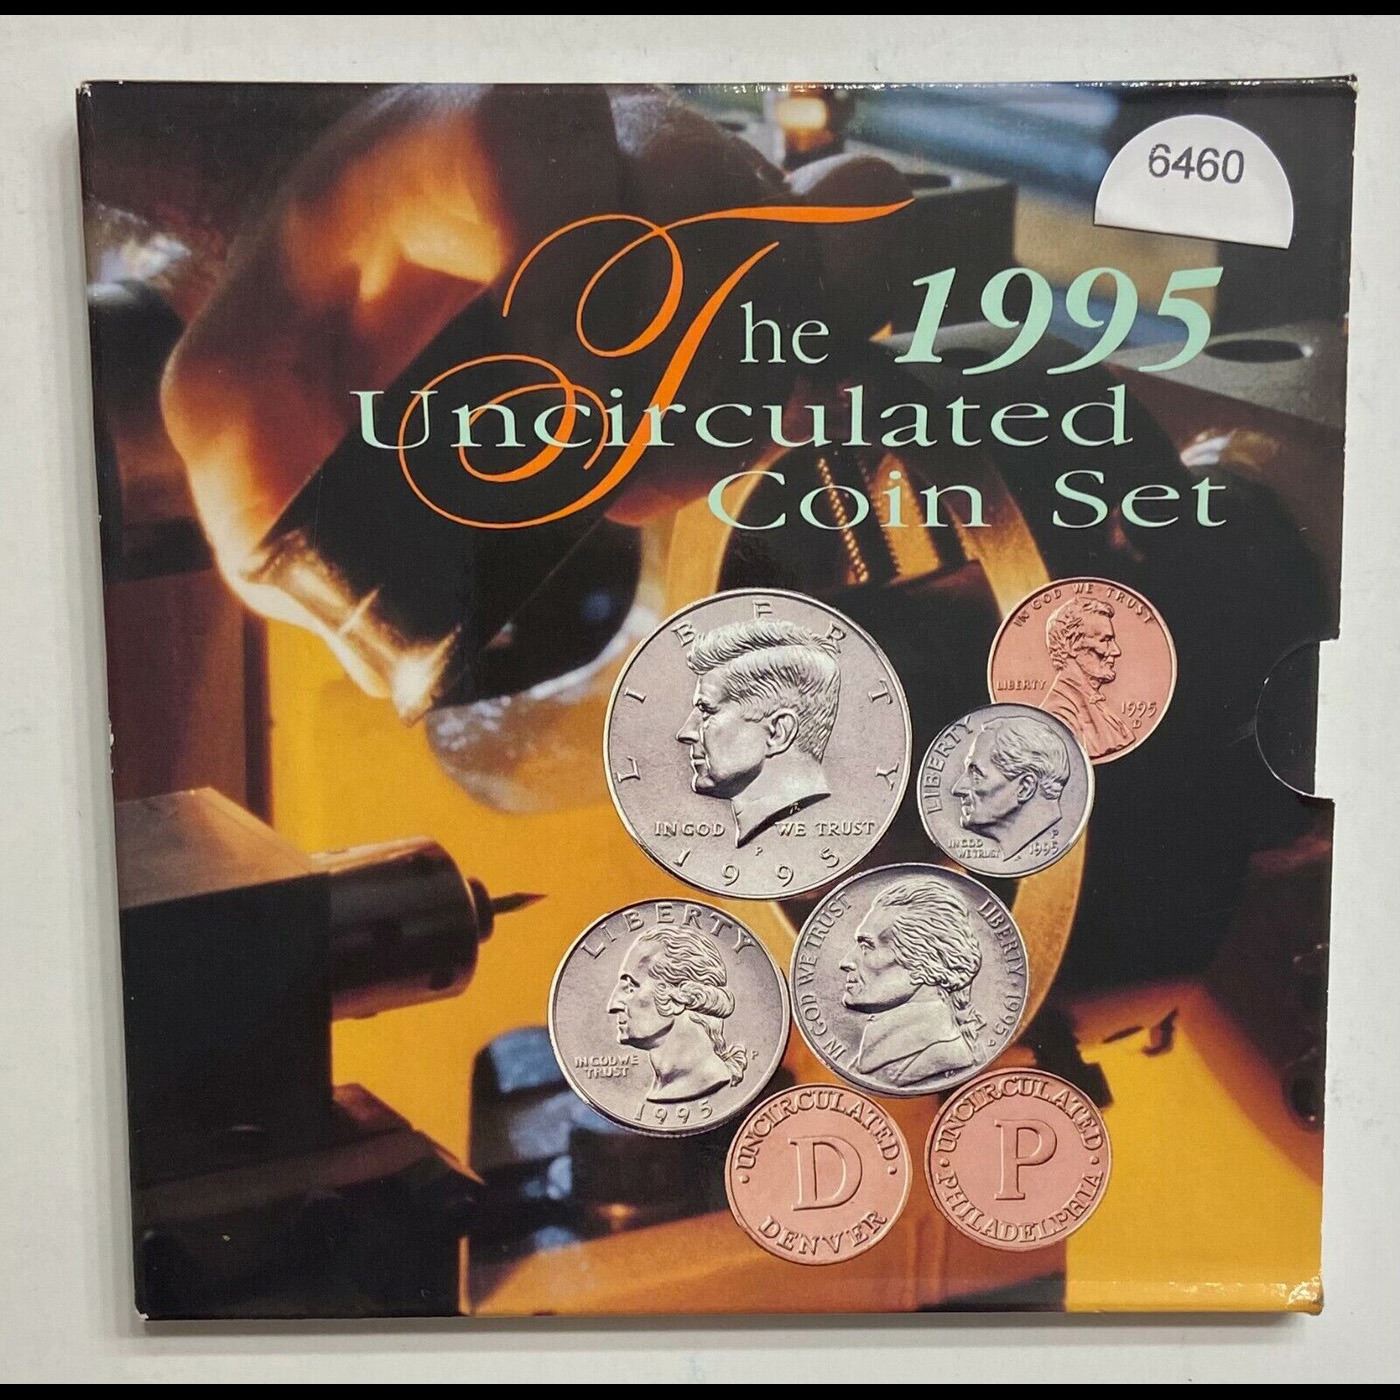 6460
The 1995
Uncirculated
Coin Set
LIBERTY
IN GOD WE TRUST
P
1995
IN GOD WE TRUST
LIBERTY
1995
D
LIBERTY
IN GOD
WE TRUST
P
1995
LIBERTY
IN GOD WE
TRUST
P
1995
IN GOD WE TRUST
LIBERTY · 1995
P
· UNCIRCULATED ·
D
DENVER
· UNCIRCULATED ·
P
PHILADELPHIA